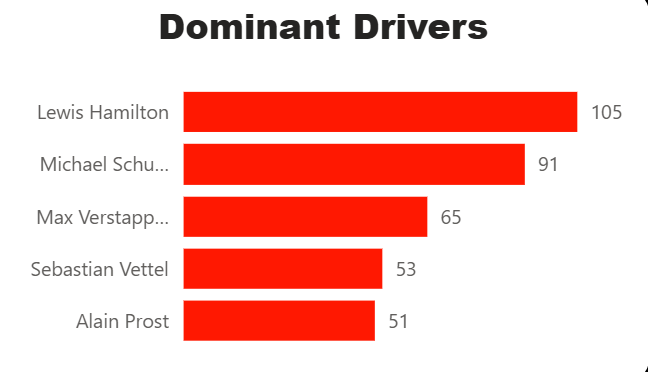 Dominant Drivers
Lewis Hamilton 105
Michael Schu... 91
Max Verstapp... 65
Sebastian Vettel 53
Alain Prost 51